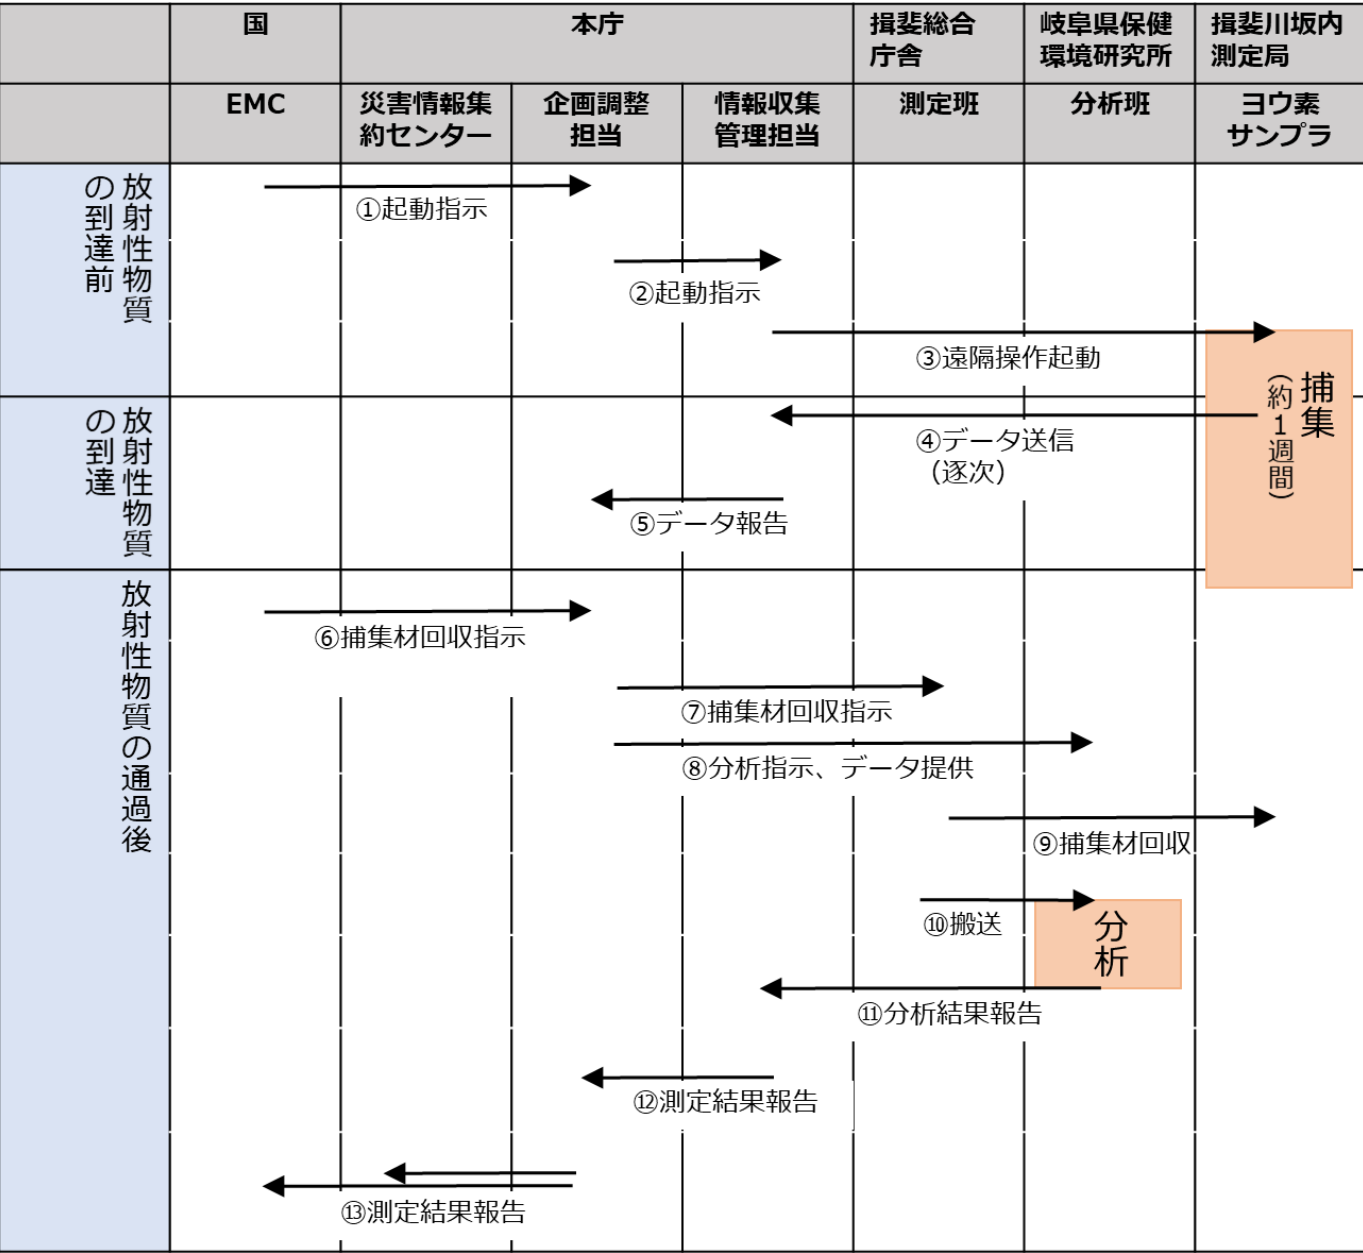 国
本庁
揖斐総合
庁舎
岐阜県保健
環境研究所
揖斐川坂内
測定局
EMC
災害情報集
約センター
企画調整
担当
情報収集
管理担当
測定班
分析班
ヨウ素
サンプラ
放射性物質
の到達前
①起動指示
②起動指示
③遠隔操作起動
捕集
（約１週間）
放射性物質
の到達
④データ送信
（逐次）
⑤データ報告
放射性物質の通過後
⑥捕集材回収指示
⑦捕集材回収指示
⑧分析指示、データ提供
⑨捕集材回収
⑩搬送
分析
⑪分析結果報告
⑫測定結果報告
⑬測定結果報告